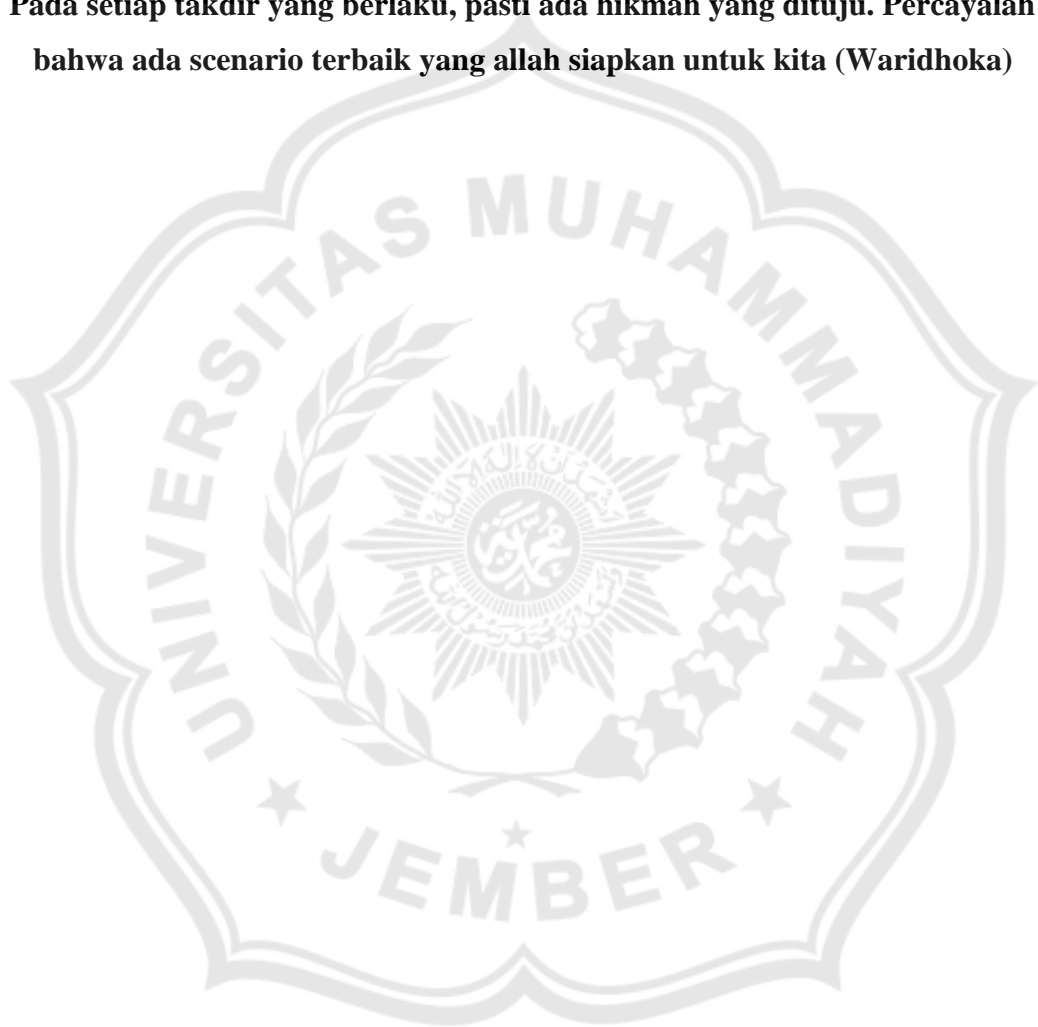 Pada setiap takdir yang berlaku, pasti ada hikmah yang dituju. Percayalah
bahwa ada scenario terbaik yang allah siapkan untuk kita (Waridhoka)
UNIVERSITAS MUHAMMADIYAH
JEMBER